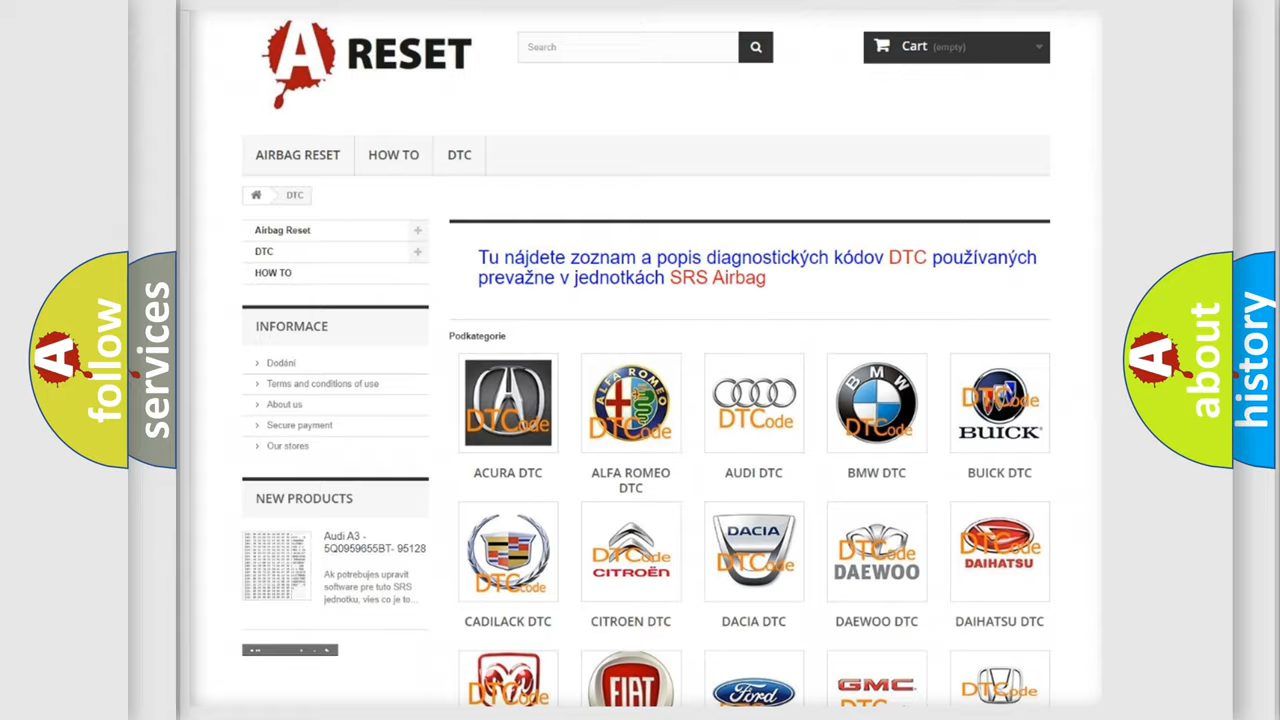 A RESET
Search
Cart (empty)
AIRBAG RESET
HOW TO
DTC
DTC
Airbag Reset
DTC
HOW TO
INFORMACE
Dodání
Terms and conditions of use
About us
Secure payment
Our stores
NEW PRODUCTS
Audi A3 -
5Q0959655BT- 95128
Ak potrebujes upravit
software pre tuto SRS
jednotku, vies co je to...
Tu nájdete zoznam a popis diagnostických kódov DTC používaných
prevažne v jednotkách SRS Airbag
Podkategorie
DTCode
ALFA ROMEO
DTCode
DTCode
BMW
DTCode
DTCode
BUICK
ACURA DTC
ALFA ROMEO
DTC
AUDI DTC
BMW DTC
BUICK DTC
DTCode
DTCode
CITROËN
DACIA
DTCode
DTCode
DAEWOO
DTCode
DAIHATSU
CADILACK DTC
CITROEN DTC
DACIA DTC
DAEWOO DTC
DAIHATSU DTC
DTCode
FIAT
Ford
GMC
DTCode
A follow
services
A about
history